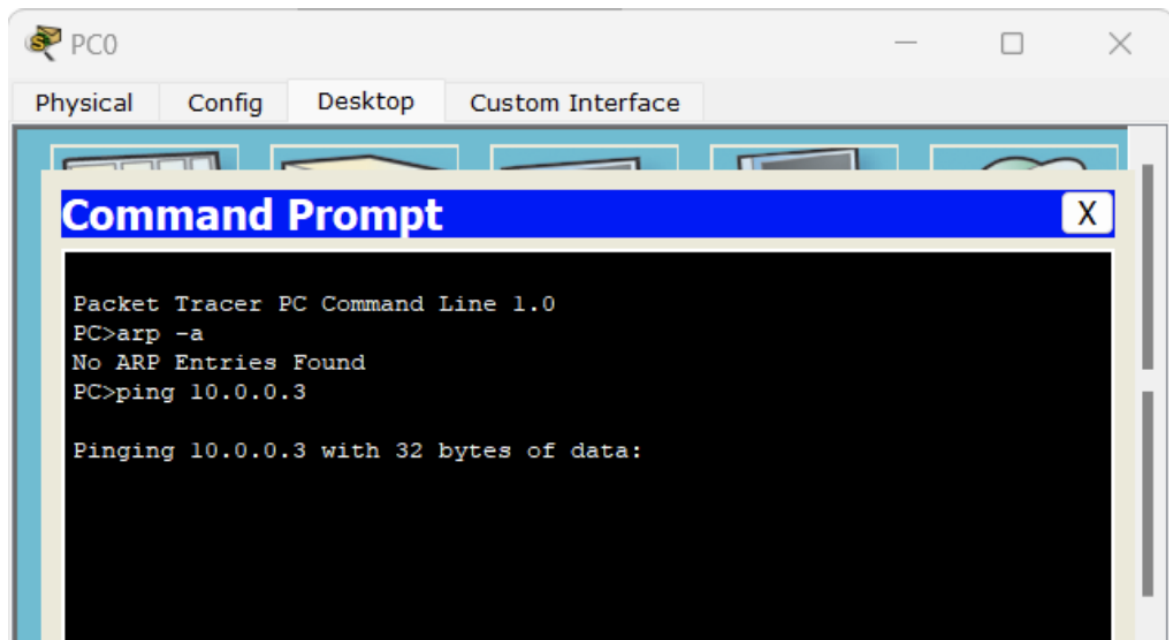 PC0
Physical Config Desktop Custom Interface
Command Prompt X
Packet Tracer PC Command Line 1.0
PC>arp -a
No ARP Entries Found
PC>ping 10.0.0.3
Pinging 10.0.0.3 with 32 bytes of data: